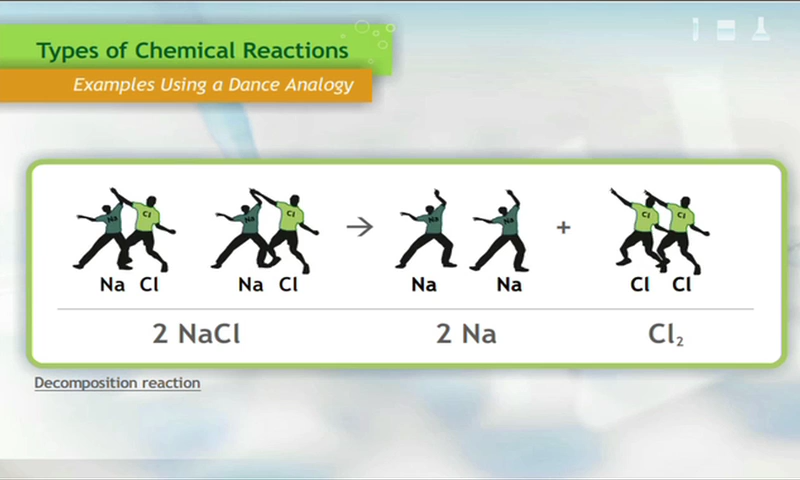 Types of Chemical Reactions
Examples Using a Dance Analogy
Na Cl Na Cl Na Na Cl Cl
→ +
Na Cl Na Cl Na Na Cl Cl
2 NaCl 2 Na Cl₂
Decomposition reaction